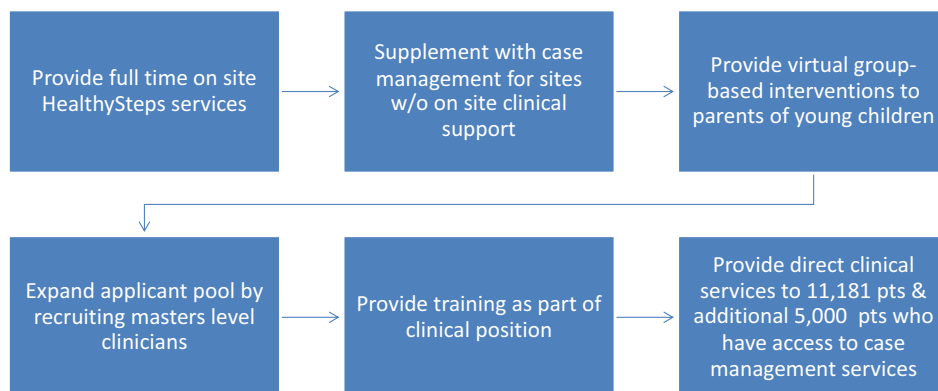 Provide full time on site
HealthySteps services
Supplement with case
management for sites
w/o on site clinical
support
Provide virtual group-
based interventions to
parents of young children
Expand applicant pool by
recruiting masters level
clinicians
Provide training as part of
clinical position
Provide direct clinical
services to 11,181 pts &
additional 5,000 pts who
have access to case
management services